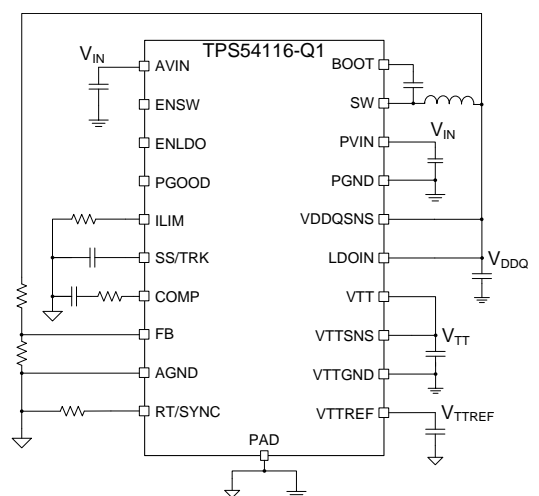 TPS54116-Q1
V_IN
AVIN
ENSW
ENLDO
PGOOD
ILIM
SS/TRK
COMP
FB
AGND
RT/SYNC
PAD
BOOT
SW
PVIN
V_IN
PGND
VDDQSNS
LDOIN
V_DDQ
VTT
VTTSNS
V_TT
VTTGND
VTTREF
V_TTREF